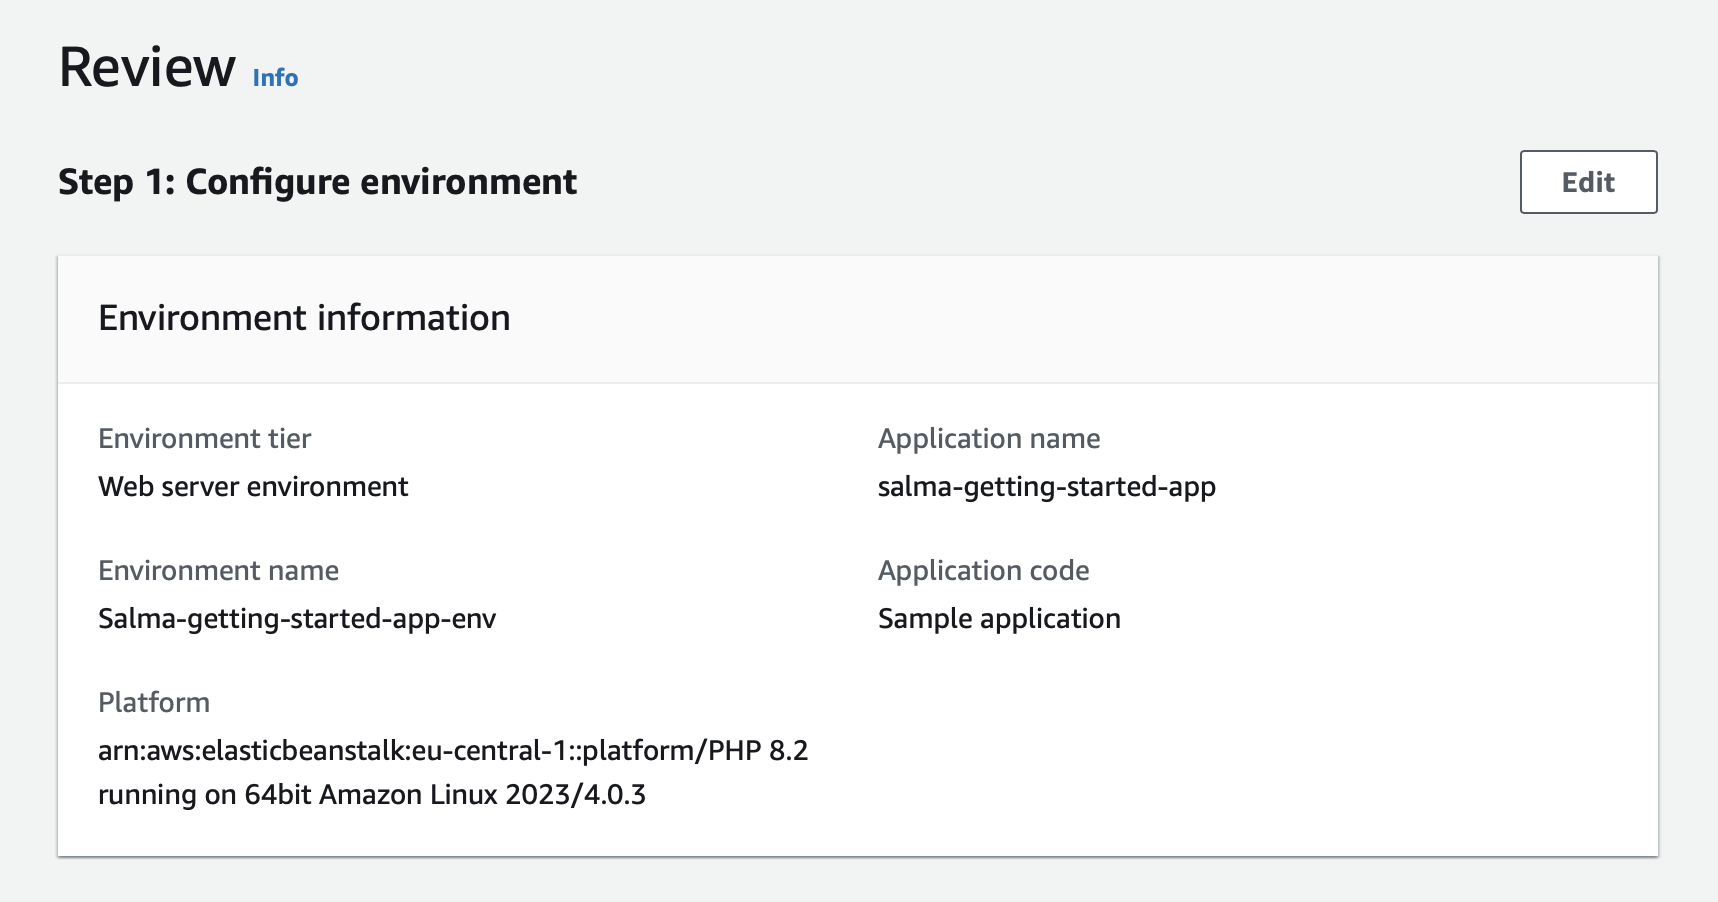 Review Info
Step 1: Configure environment
Edit
Environment information
Environment tier
Web server environment
Application name
salma-getting-started-app
Environment name
Salma-getting-started-app-env
Application code
Sample application
Platform
arn:aws:elasticbeanstalk:eu-central-1::platform/PHP 8.2
running on 64bit Amazon Linux 2023/4.0.3